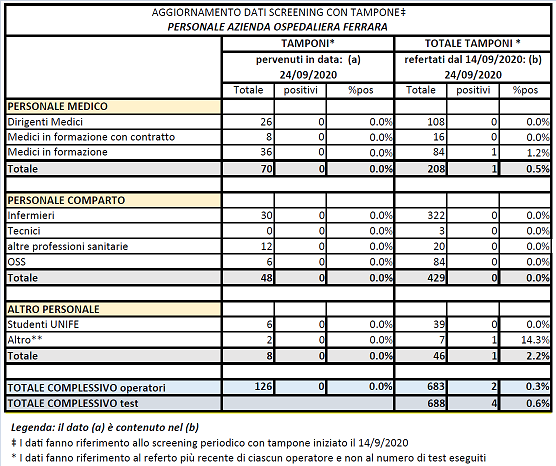 AGGIORNAMENTO DATI SCREENING CON TAMPONE‡
PERSONALE AZIENDA OSPEDALIERA FERRARA
TAMPONI* TOTALE TAMPONI *
pervenuti in data: (a) refertati dal 14/09/2020: (b)
24/09/2020 24/09/2020
Totale positivi %pos Totale positivi %pos
PERSONALE MEDICO
Dirigenti Medici 26 0 0.0% 108 0 0.0%
Medici in formazione con contratto 8 0 0.0% 16 0 0.0%
Medici in formazione 36 0 0.0% 84 1 1.2%
Totale 70 0 0.0% 208 1 0.5%
PERSONALE COMPARTO
Infermieri 30 0 0.0% 322 0 0.0%
Tecnici 0 0 0.0% 3 0 0.0%
altre professioni sanitarie 12 0 0.0% 20 0 0.0%
OSS 6 0 0.0% 84 0 0.0%
Totale 48 0 0.0% 429 0 0.0%
ALTRO PERSONALE
Studenti UNIFE 6 0 0.0% 39 0 0.0%
Altro** 2 0 0.0% 7 1 14.3%
Totale 8 0 0.0% 46 1 2.2%
TOTALE COMPLESSIVO operatori 126 0 0.0% 683 2 0.3%
TOTALE COMPLESSIVO test 688 4 0.6%
Legenda: il dato (a) è contenuto nel (b)
‡ I dati fanno riferimento allo screening periodico con tampone iniziato il 14/9/2020
* I dati fanno riferimento al referto più recente di ciascun operatore e non al numero di test eseguiti